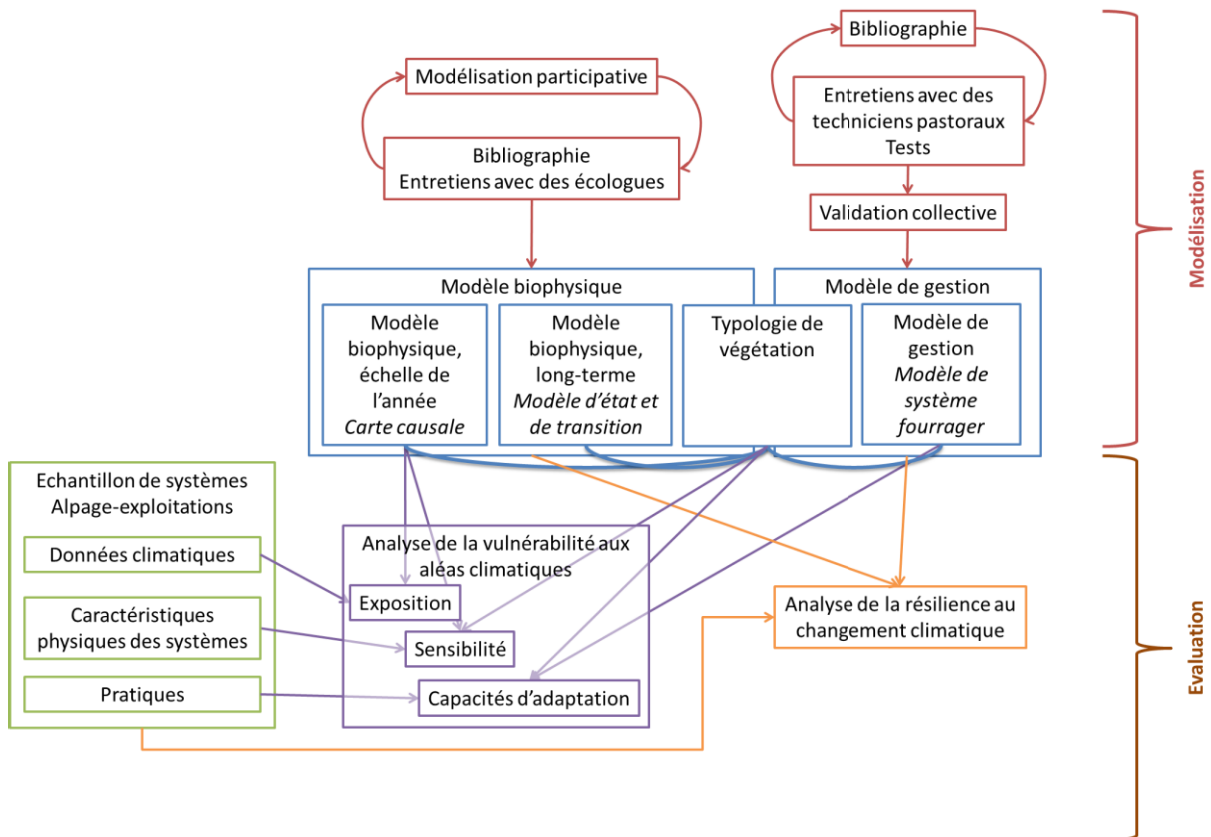 Bibliographie
Modélisation participative
Entretiens avec des
techniciens pastoraux
Tests
Bibliographie
Entretiens avec des écologues
Validation collective
Modélisation
Modèle biophysique
Modèle de gestion
Modèle
biophysique,
échelle de
l'année
Carte causale
Modèle
biophysique,
long-terme
Modèle d'état et
de transition
Typologie de
végétation
Modèle de
gestion
Modèle de
système
fourrager
Echantillon de systèmes
Alpage-exploitations
Données climatiques
Caractéristiques
physiques des systèmes
Pratiques
Analyse de la vulnérabilité aux
aléas climatiques
Exposition
Sensibilité
Capacités d'adaptation
Analyse de la résilience au
changement climatique
Evaluation